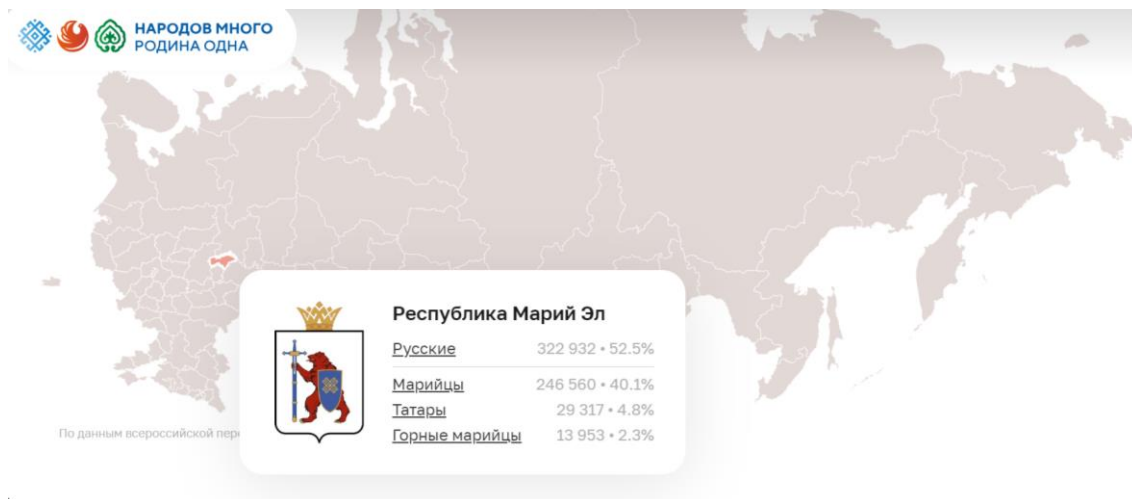 НАРОДОВ МНОГО
РОДИНА ОДНА
Республика Марий Эл
Русские 322 932 • 52.5%
Марийцы 246 560 • 40.1%
Татары 29 317 • 4.8%
Горные марийцы 13 953 • 2.3%
По данным всероссийской